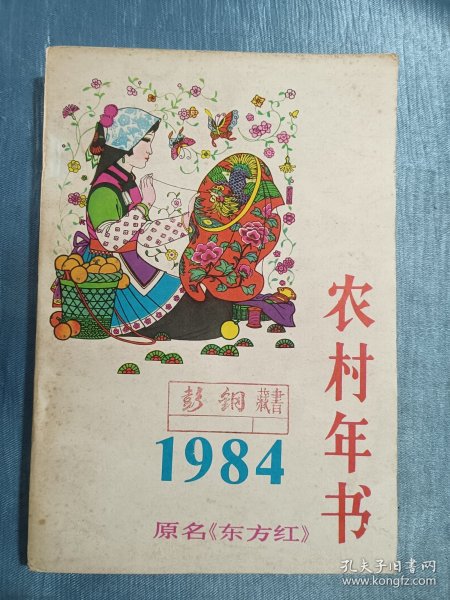 农村年书
彭钢 藏書
1984
原名《东方红》
孔夫子旧书网
www.kongfz.com